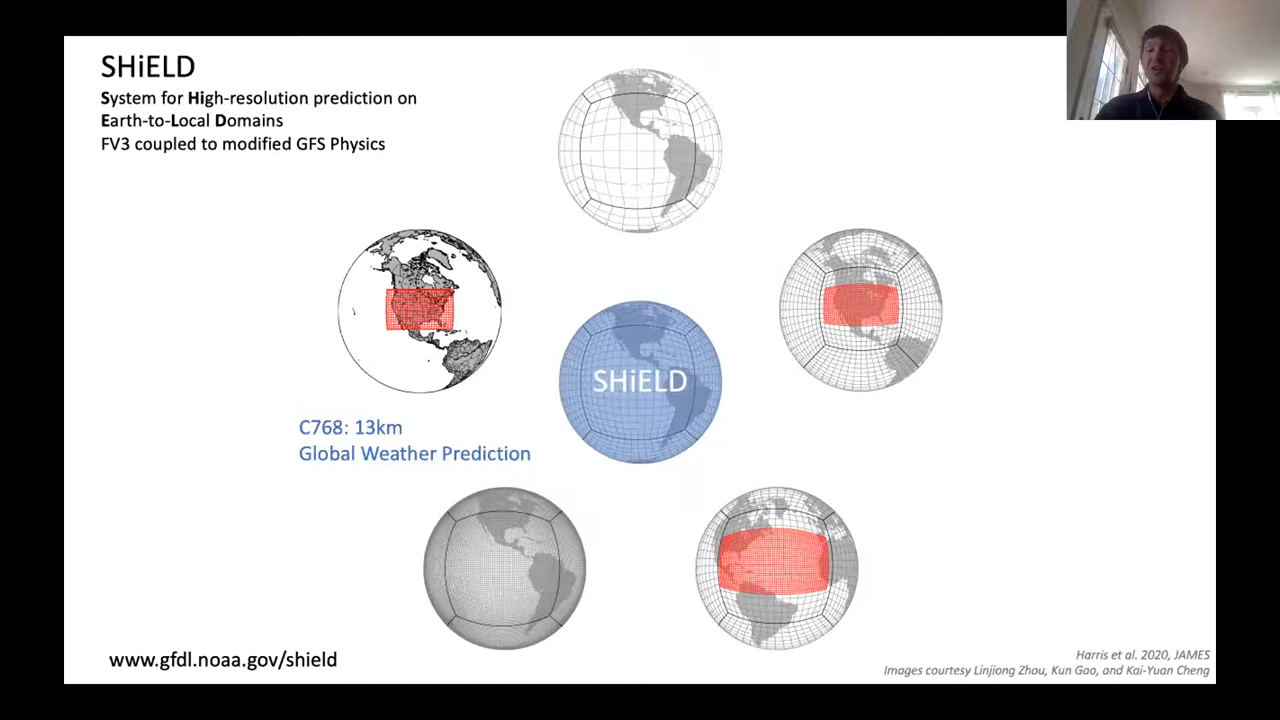 SHiELD
System for High-resolution prediction on
Earth-to-Local Domains
FV3 coupled to modified GFS Physics
SHiELD
C768: 13km
Global Weather Prediction
www.gfdl.noaa.gov/shield
Harris et al. 2020, JAMES
Images courtesy Linjiong Zhou, Kun Gao, and Kai-Yuan Cheng